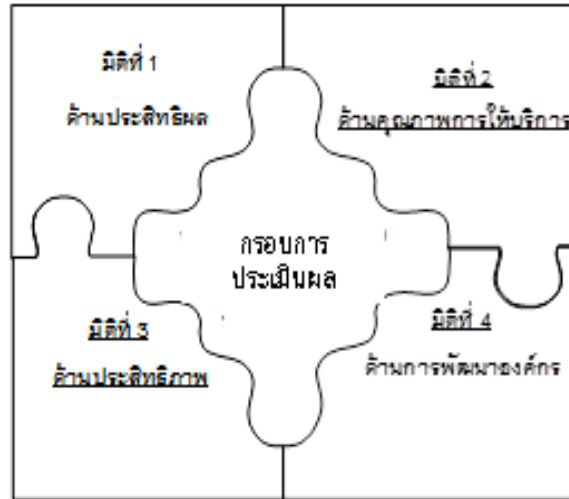 มิติที่ 1
ด้านประสิทธิผล
มิติที่ 2
ด้านคุณภาพการให้บริการ
กรอบการ
ประเมินผล
มิติที่ 3
ด้านประสิทธิภาพ
มิติที่ 4
ด้านการพัฒนาองค์กร